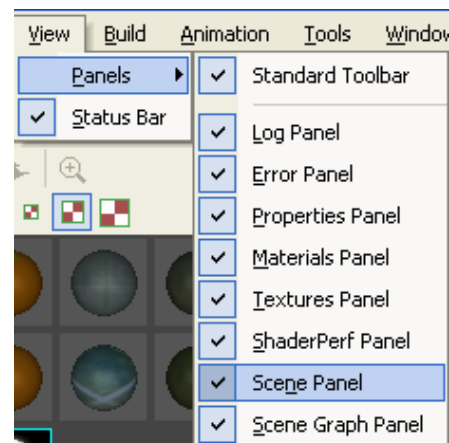 View Build Animation Tools Window
Panels
Status Bar
Standard Toolbar
Log Panel
Error Panel
Properties Panel
Materials Panel
Textures Panel
ShaderPerf Panel
Scene Panel
Scene Graph Panel